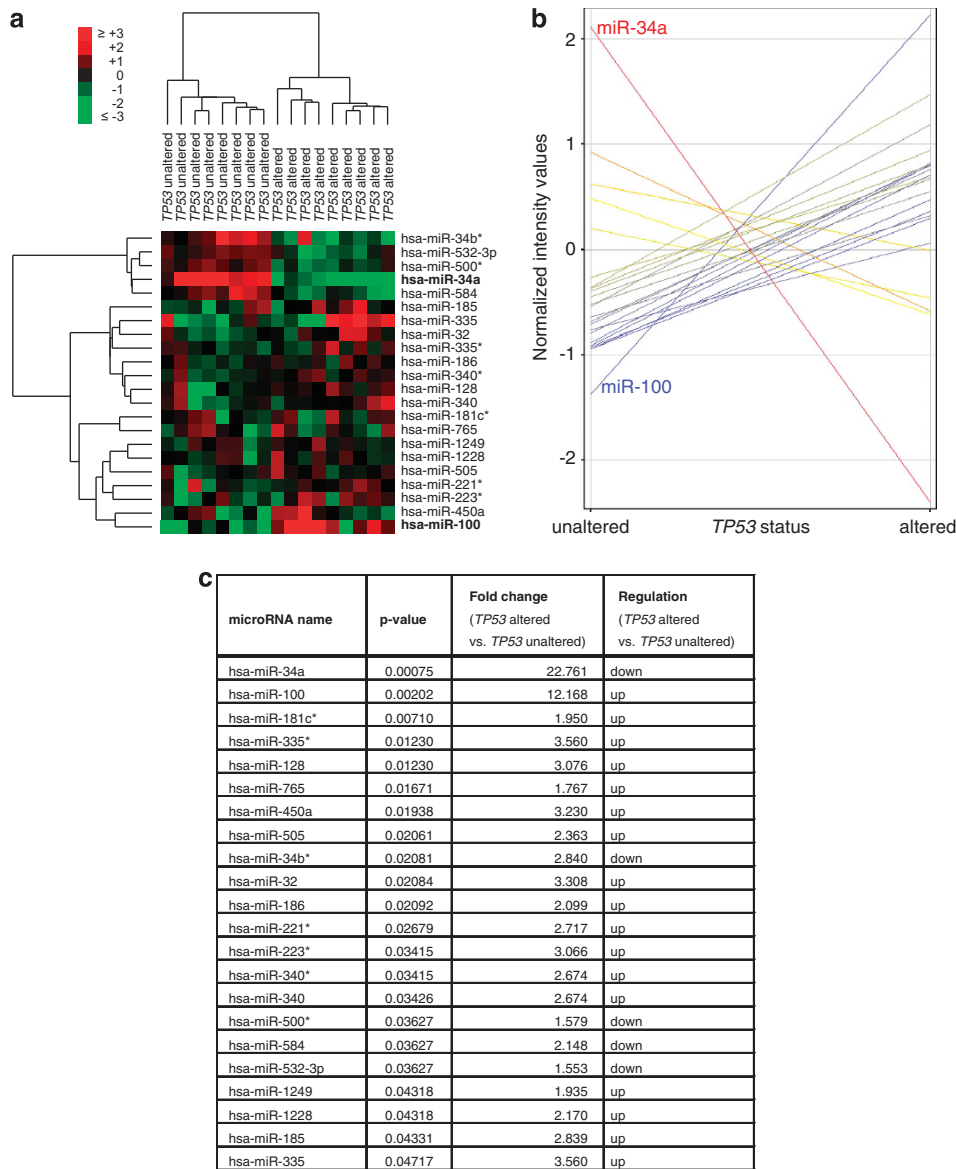 a
≥ +3
+2
+1
0
-1
-2
≤ -3
TP53 unaltered
TP53 unaltered
TP53 unaltered
TP53 unaltered
TP53 unaltered
TP53 unaltered
TP53 unaltered
TP53 unaltered
TP53 altered
TP53 altered
TP53 altered
TP53 altered
TP53 altered
TP53 altered
TP53 altered
TP53 altered
TP53 altered
hsa-miR-34b*
hsa-miR-532-3p
hsa-miR-500*
hsa-miR-34a
hsa-miR-584
hsa-miR-185
hsa-miR-335
hsa-miR-32
hsa-miR-335*
hsa-miR-186
hsa-miR-340*
hsa-miR-128
hsa-miR-340
hsa-miR-181c*
hsa-miR-765
hsa-miR-1249
hsa-miR-1228
hsa-miR-505
hsa-miR-221*
hsa-miR-223*
hsa-miR-450a
hsa-miR-100
b
Normalized intensity values
2
1
0
-1
-2
miR-34a
miR-100
unaltered TP53 status altered
c
microRNA name p-value Fold change (TP53 altered vs. TP53 unaltered) Regulation (TP53 altered vs. TP53 unaltered)
hsa-miR-34a 0.00075 22.761 down
hsa-miR-100 0.00202 12.168 up
hsa-miR-181c* 0.00710 1.950 up
hsa-miR-335* 0.01230 3.560 up
hsa-miR-128 0.01230 3.076 up
hsa-miR-765 0.01671 1.767 up
hsa-miR-450a 0.01938 3.230 up
hsa-miR-505 0.02061 2.363 up
hsa-miR-34b* 0.02081 2.840 down
hsa-miR-32 0.02084 3.308 up
hsa-miR-186 0.02092 2.099 up
hsa-miR-221* 0.02679 2.717 up
hsa-miR-223* 0.03415 3.066 up
hsa-miR-340* 0.03415 2.674 up
hsa-miR-340 0.03426 2.674 up
hsa-miR-500* 0.03627 1.579 down
hsa-miR-584 0.03627 2.148 down
hsa-miR-532-3p 0.03627 1.553 down
hsa-miR-1249 0.04318 1.935 up
hsa-miR-1228 0.04318 2.170 up
hsa-miR-185 0.04331 2.839 up
hsa-miR-335 0.04717 3.560 up